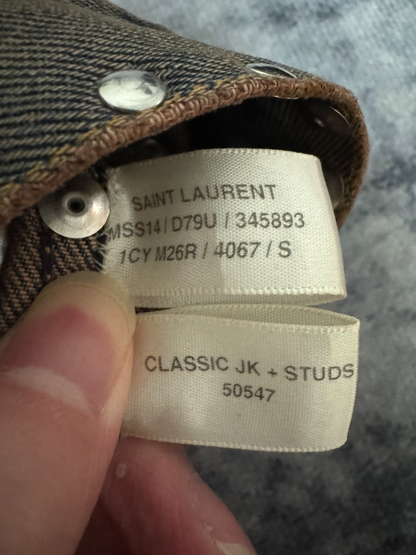 SAINT LAURENT
MSS14 / D79U / 345893
1CY M26R / 4067 / S
CLASSIC JK + STUDS
50547